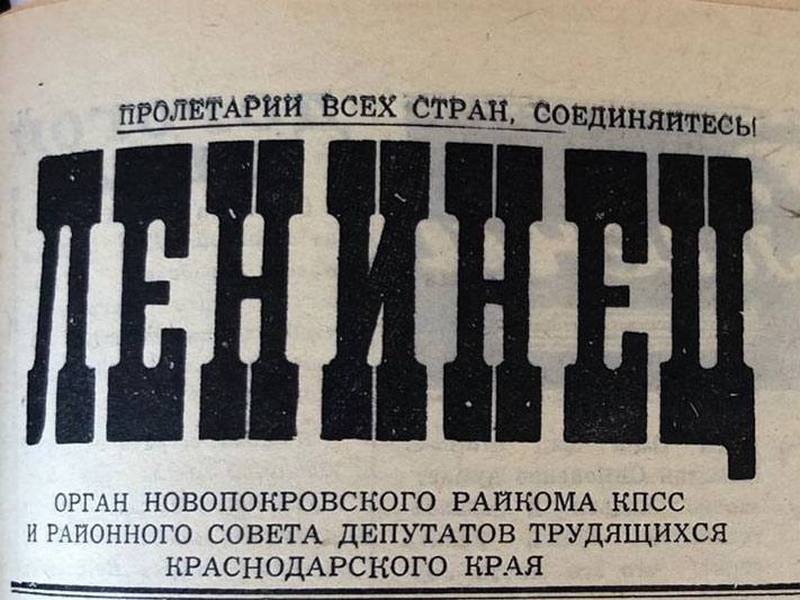 ПРОЛЕТАРИИ ВСЕХ СТРАН, СОЕДИНЯЙТЕСЬ!
ЛЕНИНЕЦ
ОРГАН НОВОПОКРОВСКОГО РАЙКОМА КПСС
И РАЙОННОГО СОВЕТА ДЕПУТАТОВ ТРУДЯЩИХСЯ
КРАСНОДАРСКОГО КРАЯ